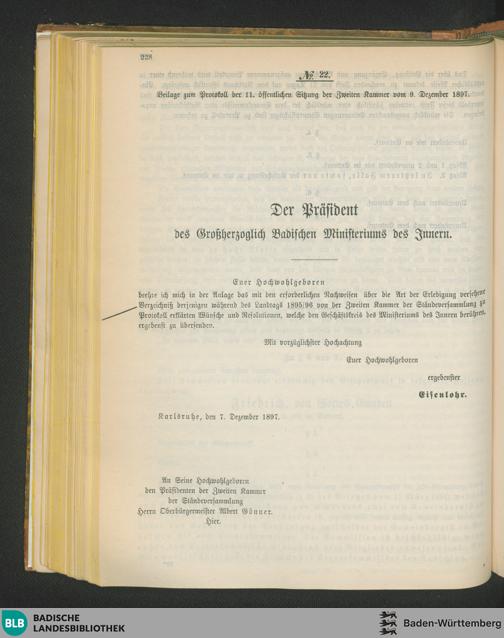 228
№ 22.
Beilage zum Protokoll der 11. öffentlichen Sitzung der Zweiten Kammer vom 9. Dezember 1897.
Der Präsident
des Großherzoglich Badischen Ministeriums des Innern.
Euer Hochwohlgeboren
beehre ich mich in der Anlage das mit den erforderlichen Nachweisen über die Art der Erledigung versehene
Verzeichniß derjenigen während des Landtags 1895/96 von der Zweiten Kammer der Ständeversammlung zu
Protokoll erklärten Wünsche und Resolutionen, welche den Geschäftskreis des Ministeriums des Innern berühren,
ergebenst zu übersenden.
Mit vorzüglichster Hochachtung
Euer Hochwohlgeboren
ergebenster
Eisenlohr.
Karlsruhe, den 7. Dezember 1897.
An Seine Hochwohlgeboren
den Präsidenten der Zweiten Kammer
der Ständeversammlung
Herrn Oberbürgermeister Albert Gönner.
Hier.
BLB BADISCHE
LANDESBIBLIOTHEK
Baden-Württemberg